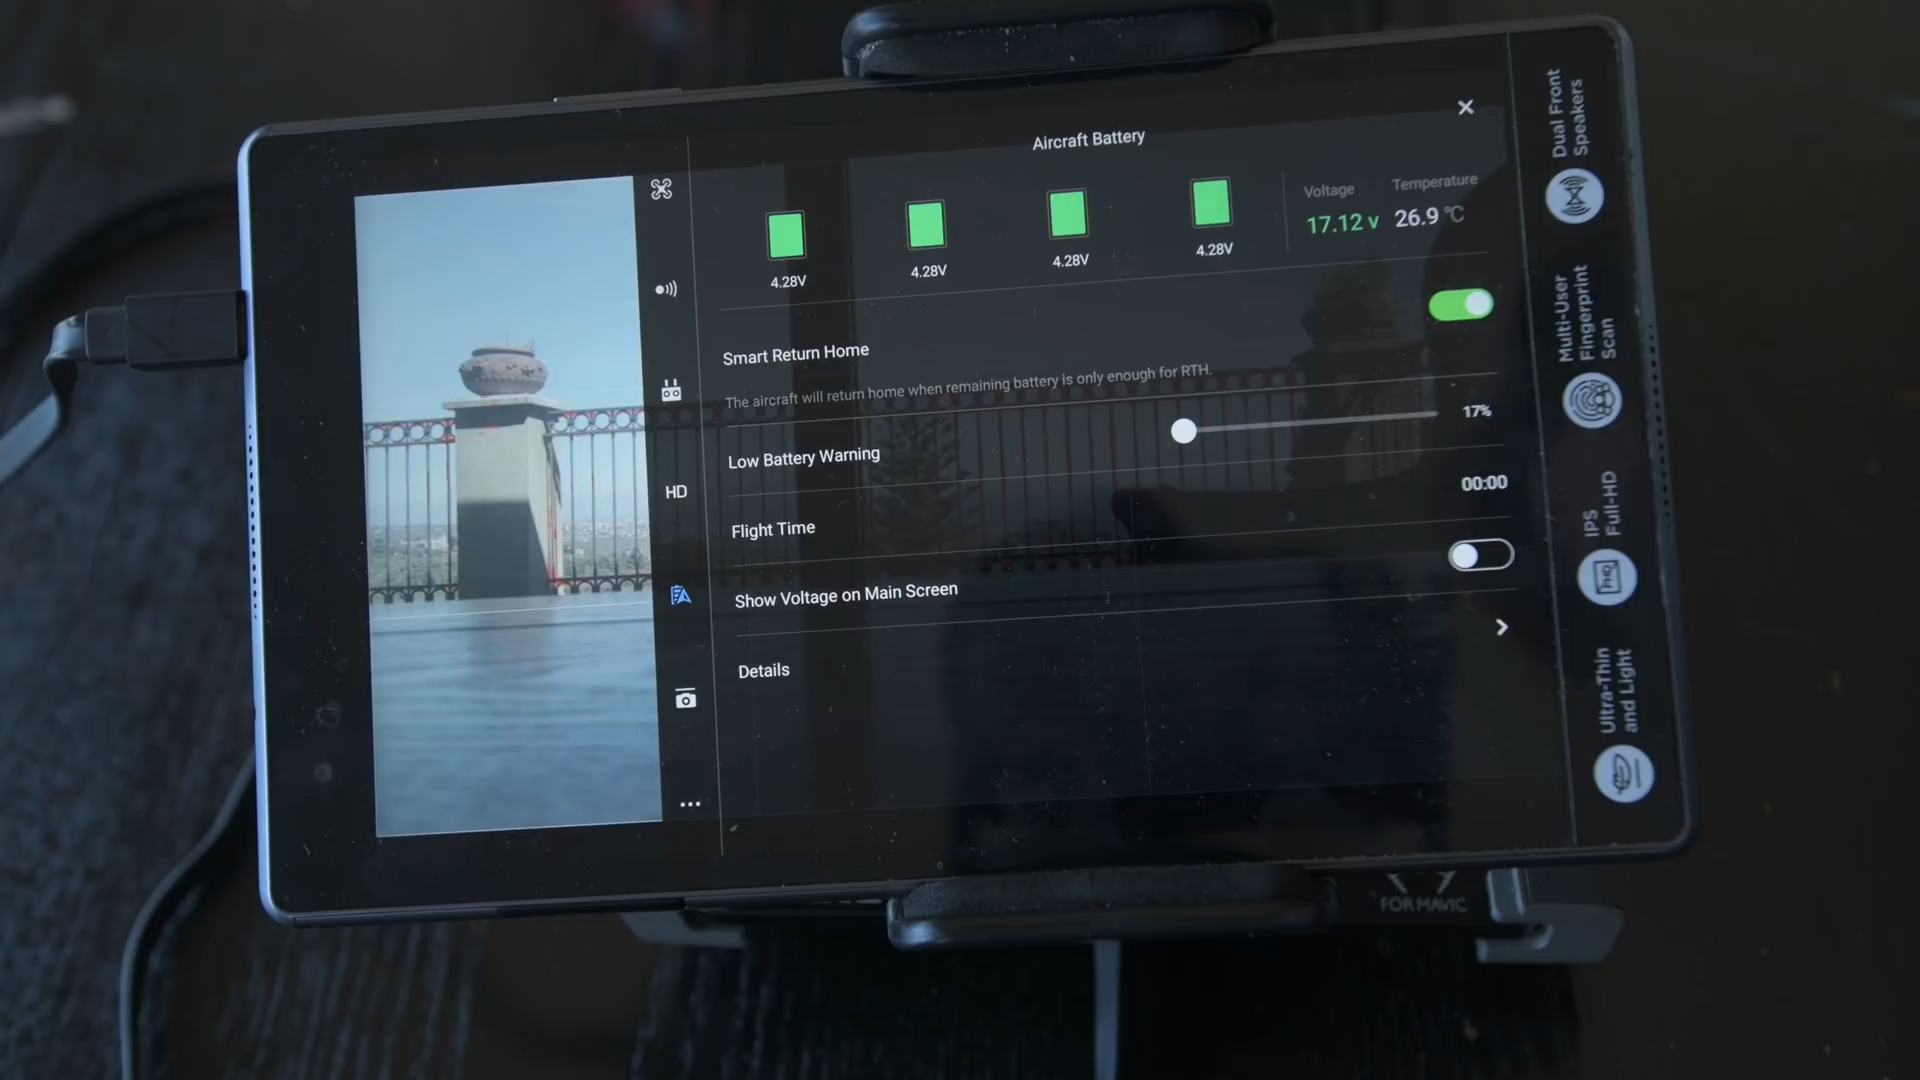 Aircraft Battery
4.28V
4.28V
4.28V
4.28V
Voltage
17.12 V
Temperature
26.9 °C
Smart Return Home
The aircraft will return home when remaining battery is only enough for RTH.
Low Battery Warning
17%
Flight Time
00:00
Show Voltage on Main Screen
Details
HD
Dual Front
Speakers
Multi-User
Fingerprint
Scan
IPS
Full-HD
FHD
Ultra-Thin
and Light
FOR MAVIC